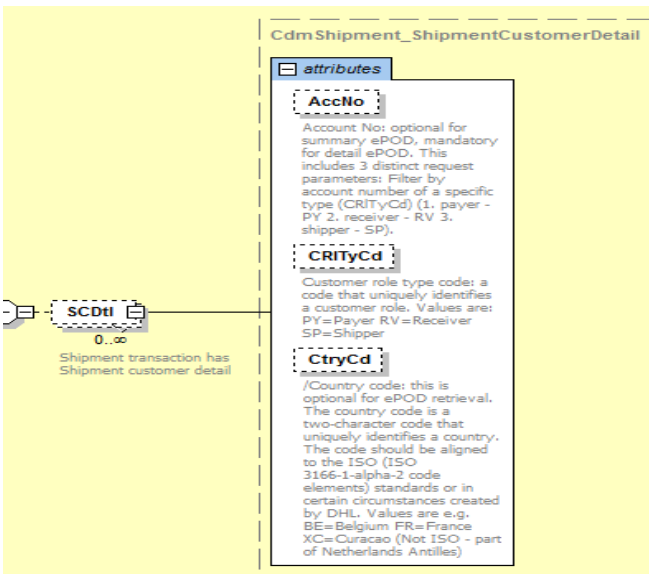 CdmShipment_ShipmentCustomerDetail
attributes
AccNo
Account No: optional for
summary ePOD, mandatory
for detail ePOD. This
includes 3 distinct request
parameters: Filter by
account number of a specific
type (CRlTyCd) (1. payer -
PY 2. receiver - RV 3.
shipper - SP).
CRlTyCd
Customer role type code: a
code that uniquely identifies
a customer role. Values are:
PY=Payer RV=Receiver
SP=Shipper
SCDtl
0..∞
Shipment transaction has
Shipment customer detail
CtryCd
/Country code: this is
optional for ePOD retrieval.
The country code is a
two-character code that
uniquely identifies a country.
The code should be aligned
to the ISO (ISO
3166-1-alpha-2 code
elements) standards or in
certain circumstances created
by DHL. Values are e.g.
BE=Belgium FR=France
XC=Curacao (Not ISO - part
of Netherlands Antilles)